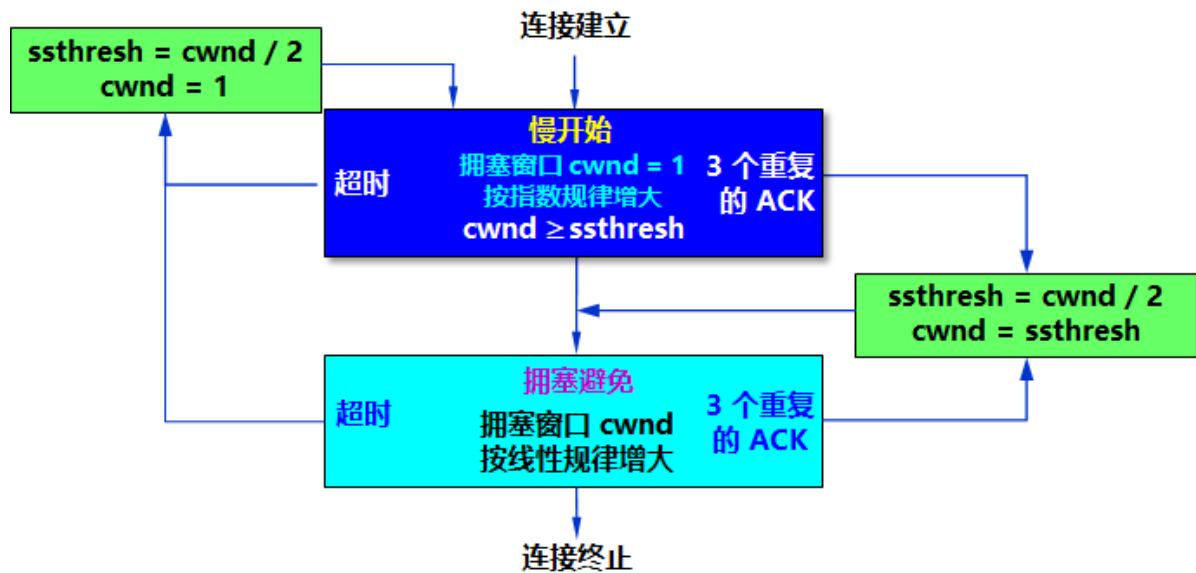 连接建立
ssthresh = cwnd / 2
cwnd = 1
慢开始
拥塞窗口 cwnd = 1
按指数规律增大
cwnd ≥ssthresh
超时
3 个重复
的 ACK
ssthresh = cwnd / 2
cwnd = ssthresh
拥塞避免
拥塞窗口 cwnd
按线性规律增大
超时
3 个重复
的 ACK
连接终止